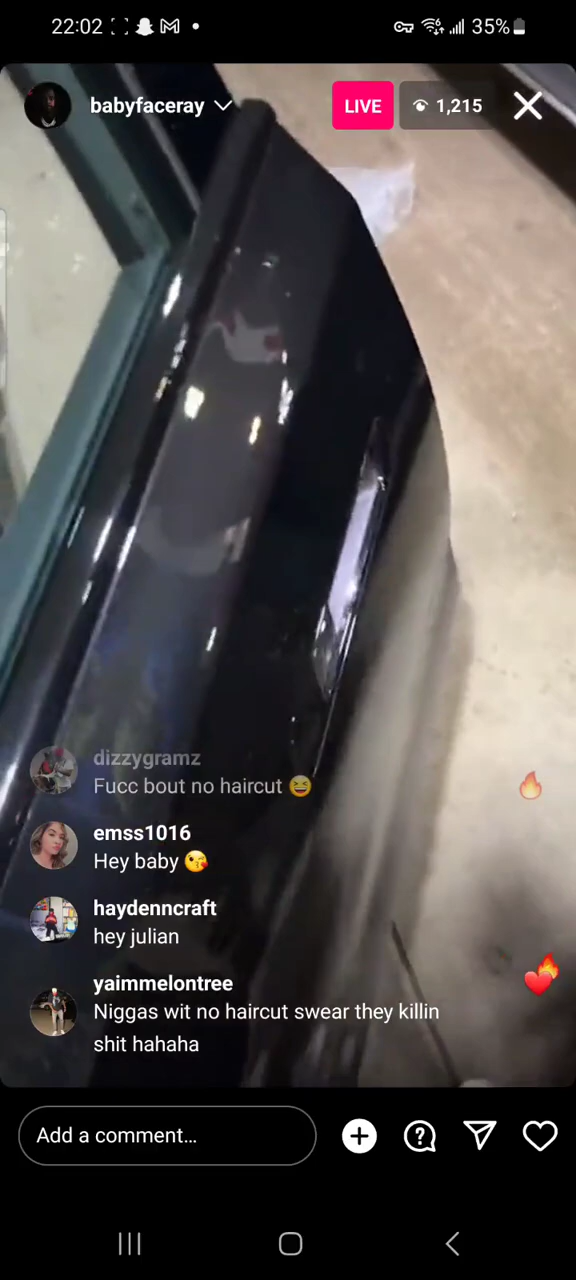 22:02
35%
babyfaceray
LIVE
1,215
dizzygramz
Fucc bout no haircut 😆
emss1016
Hey baby 😘
haydenncraft
hey julian
yaimmelontree
Niggas wit no haircut swear they killin
shit hahaha
Add a comment…